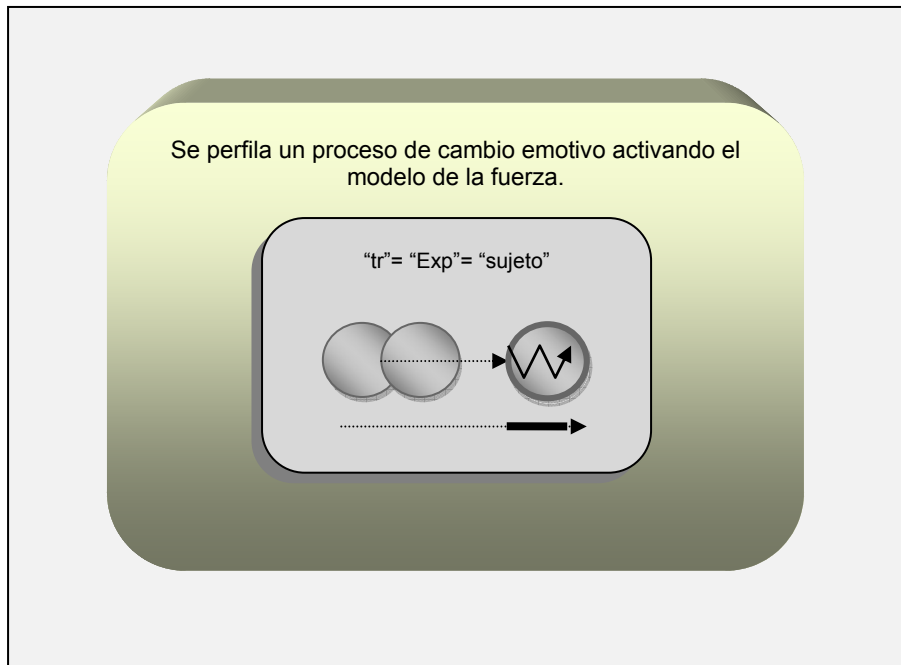 Se perfila un proceso de cambio emotivo activando el
modelo de la fuerza.
“tr”= “Exp”= “sujeto”